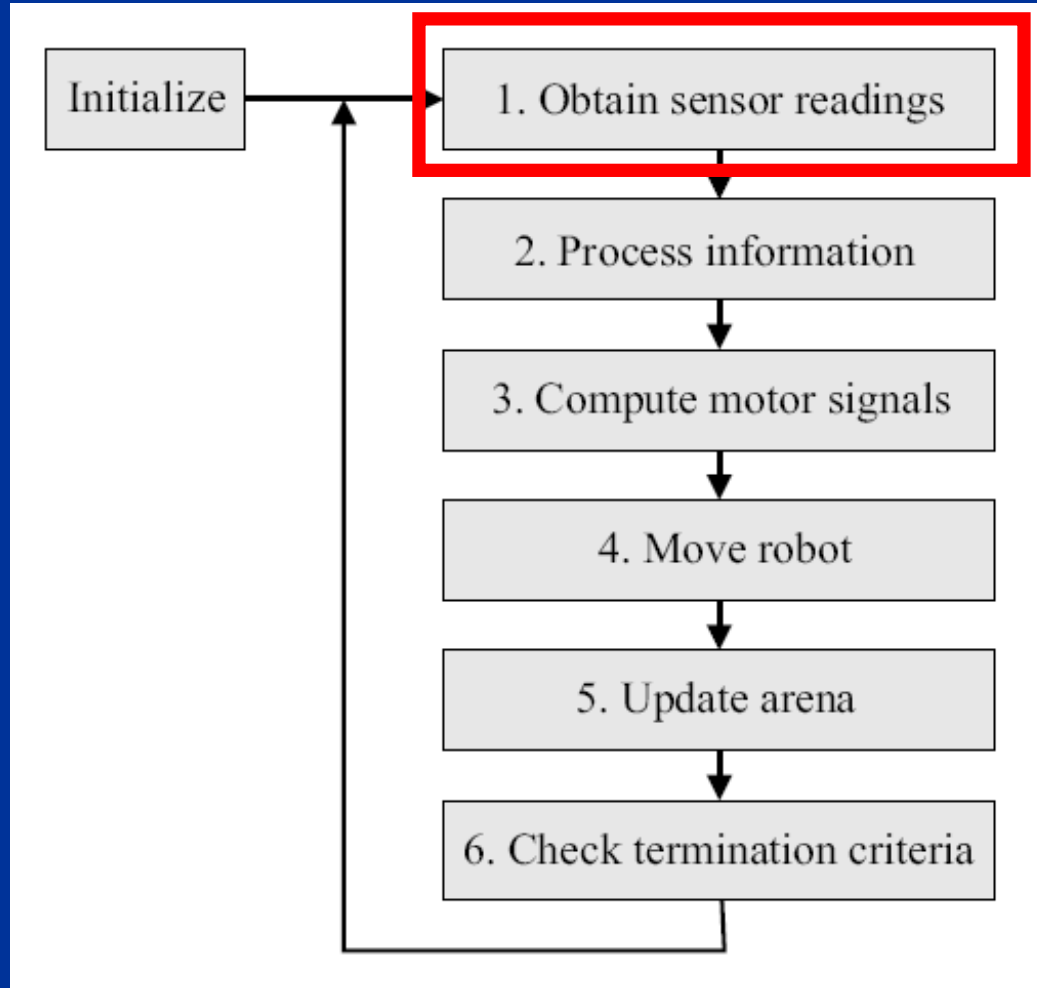 Initialize
1. Obtain sensor readings
2. Process information
3. Compute motor signals
4. Move robot
5. Update arena
6. Check termination criteria